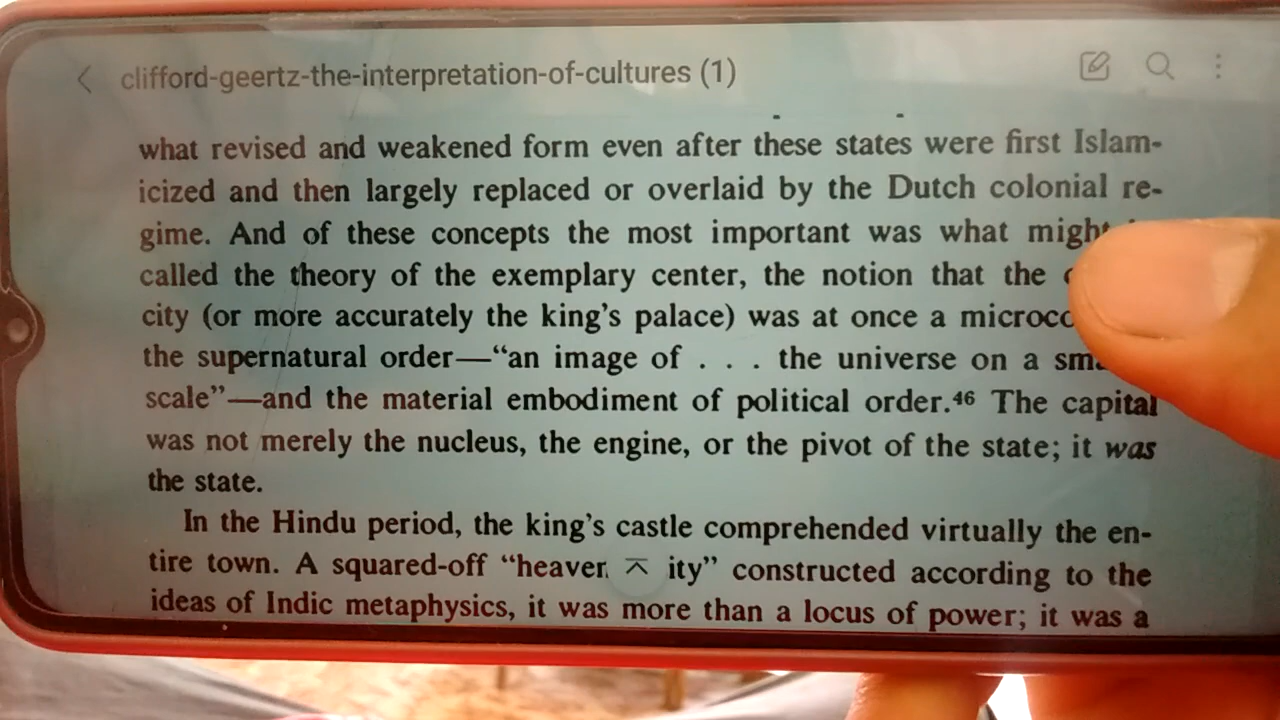 clifford-geertz-the-interpretation-of-cultures (1)
what revised and weakened form even after these states were first Islam-
icized and then largely replaced or overlaid by the Dutch colonial re-
gime. And of these concepts the most important was what might
called the theory of the exemplary center, the notion that the
city (or more accurately the king's palace) was at once a
the supernatural order—“an image of . . . the universe on a
scale”—and the material embodiment of political order.⁴⁶ The capital
was not merely the nucleus, the engine, or the pivot of the state; it was
the state.
In the Hindu period, the king's castle comprehended virtually the en-
tire town. A squared-off constructed according to the
ideas of Indic metaphysics, it was more than a locus of power; it was a